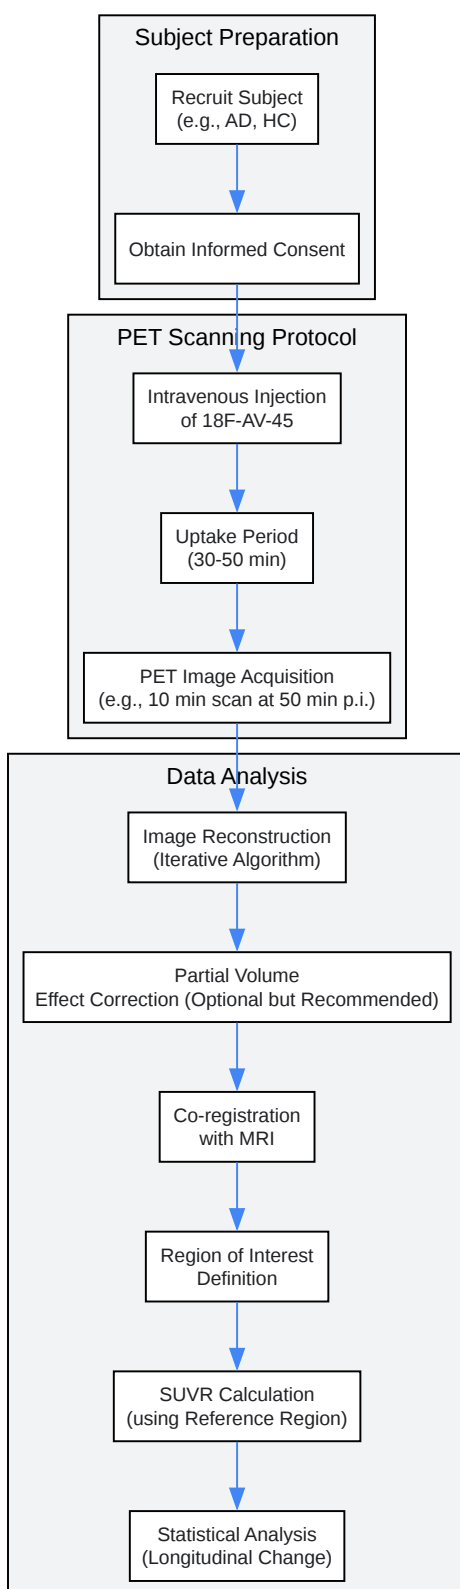 Subject Preparation
Recruit Subject
(e.g., AD, HC)
Obtain Informed Consent
PET Scanning Protocol
Intravenous Injection
of 18F-AV-45
Uptake Period
(30-50 min)
PET Image Acquisition
(e.g., 10 min scan at 50 min p.i.)
Data Analysis
Image Reconstruction
(Iterative Algorithm)
Partial Volume
Effect Correction (Optional but Recommended)
Co-registration
with MRI
Region of Interest
Definition
SUVR Calculation
(using Reference Region)
Statistical Analysis
(Longitudinal Change)